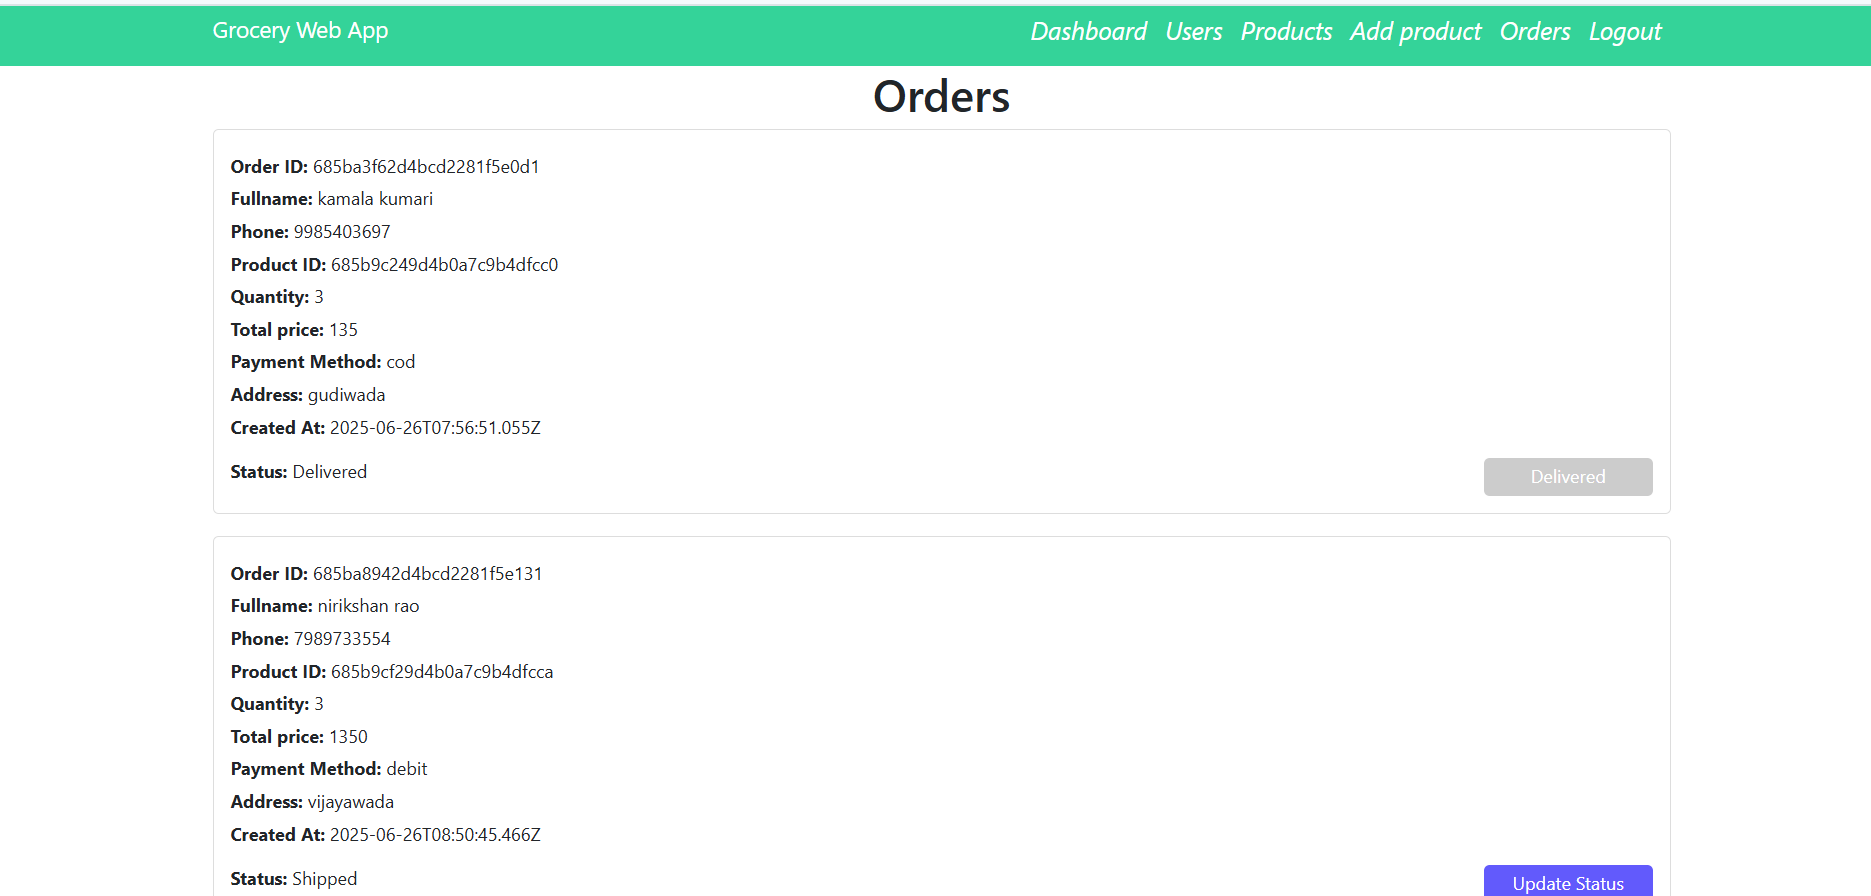 Grocery Web App
Dashboard Users Products Add product Orders Logout
Orders
Order ID: 685ba3f62d4bcd2281f5e0d1
Fullname: kamala kumari
Phone: 9985403697
Product ID: 685b9c249d4b0a7c9b4dfcc0
Quantity: 3
Total price: 135
Payment Method: cod
Address: gudiwada
Created At: 2025-06-26T07:56:51.055Z
Status: Delivered
Delivered
Order ID: 685ba8942d4bcd2281f5e131
Fullname: nirikshan rao
Phone: 7989733554
Product ID: 685b9cf29d4b0a7c9b4dfcca
Quantity: 3
Total price: 1350
Payment Method: debit
Address: vijayawada
Created At: 2025-06-26T08:50:45.466Z
Status: Shipped
Update Status